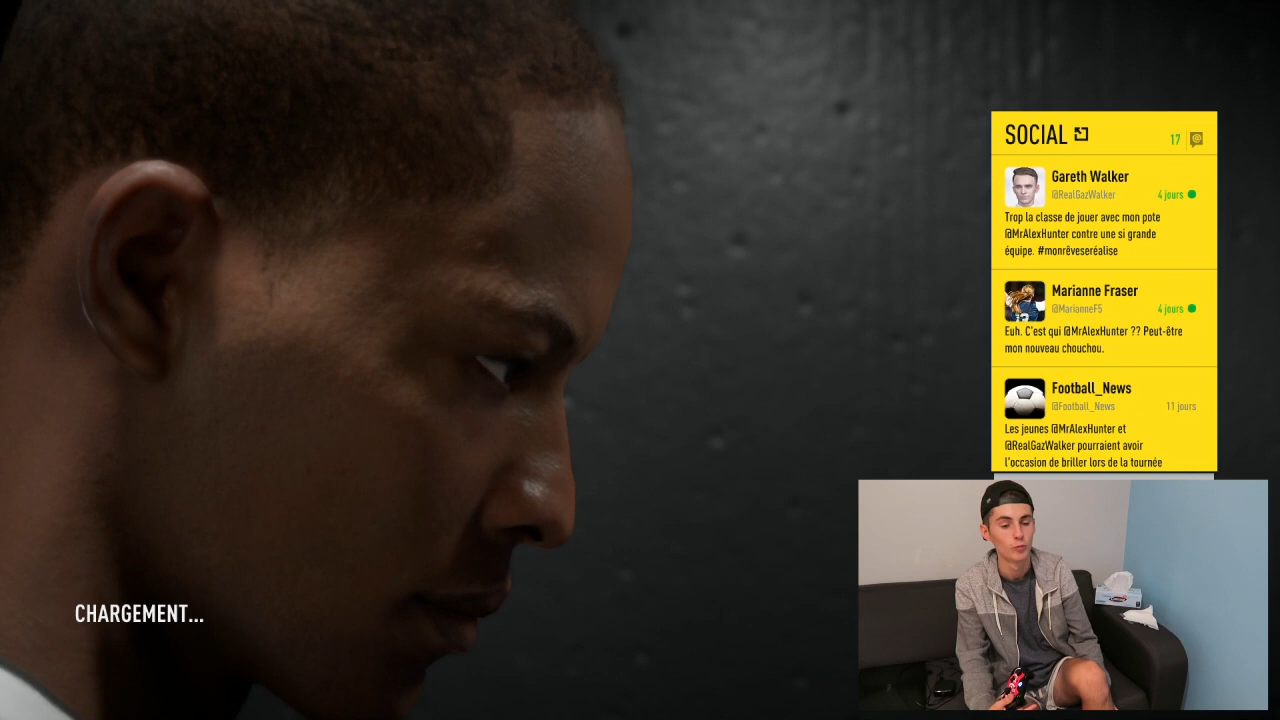 SOCIAL
17
Gareth Walker
@RealGazWalker
4 jours
Trop la classe de jouer avec mon pote
@MrAlexHunter contre une si grande
équipe. #monrêveseréalise
Marianne Fraser
@MarianneF5
4 jours
Euh. C'est qui @MrAlexHunter ?? Peut-être
mon nouveau chouchou.
Football_News
@Football_News
11 jours
Les jeunes @MrAlexHunter et
@RealGazWalker pourraient avoir
l'occasion de briller lors de la tournée
CHARGEMENT...